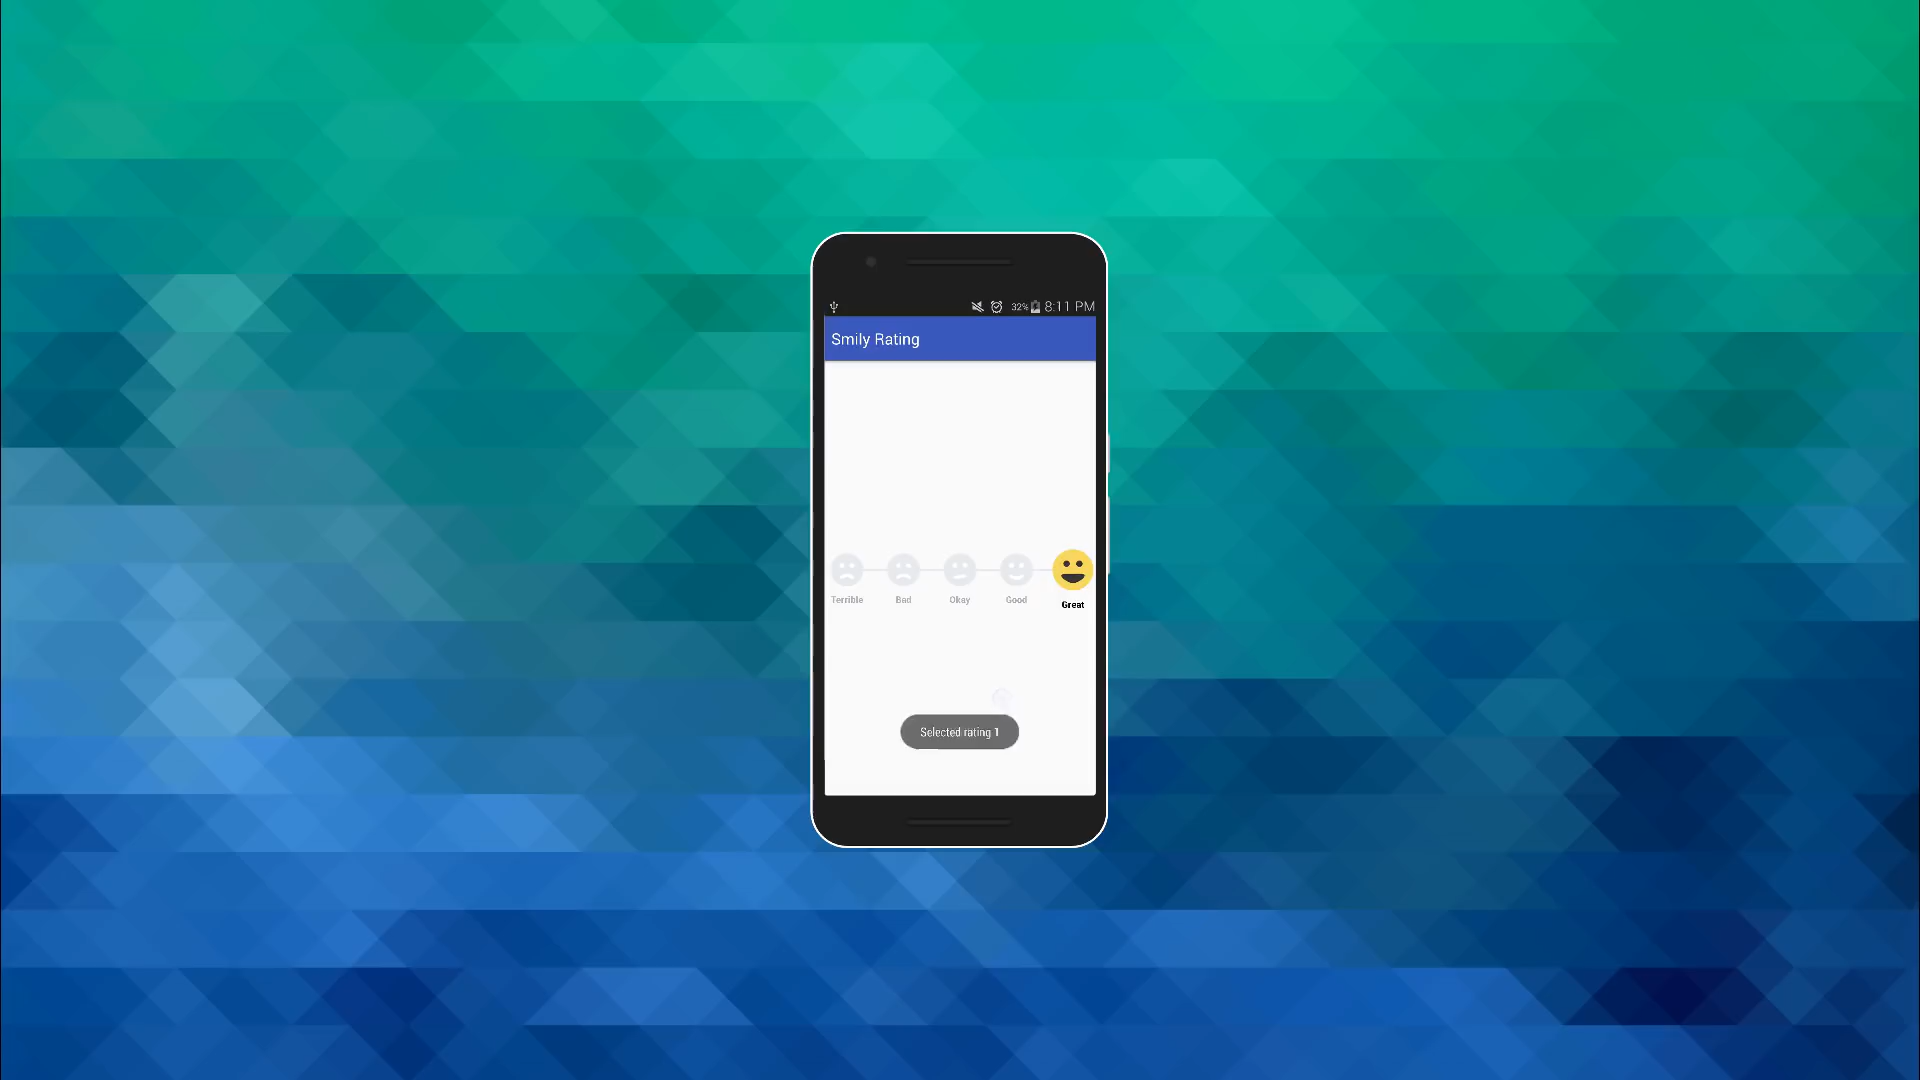 32% 8:11 PM
Smily Rating
Terrible Bad Okay Good Great
Selected rating 1